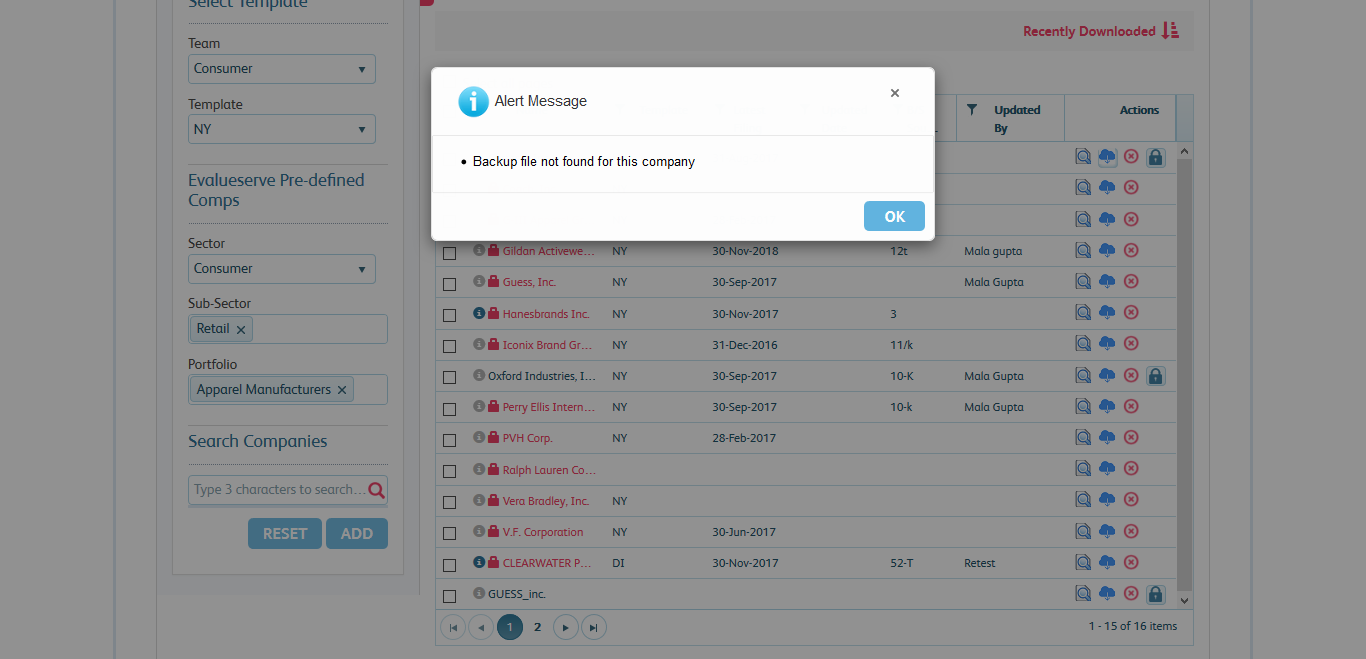 Select Template
Team
Consumer
Template
NY
Evalueserve Pre-defined
Comps
Sector
Consumer
Sub-Sector
Retail ×
Portfolio
Apparel Manufacturers ×
Search Companies
Type 3 characters to search...
RESET ADD
Recently Downloaded
Alert Message ×
• Backup file not found for this company
OK
Updated
By
Actions
Gildan Activewe... NY 30-Nov-2018 12t Mala gupta
Guess, Inc. NY 30-Sep-2017 Mala Gupta
Hanesbrands Inc. NY 30-Nov-2017 3
Iconix Brand Gr... NY 31-Dec-2016 11/k
Oxford Industries, I... NY 30-Sep-2017 10-K Mala Gupta
Perry Ellis Intern... NY 30-Sep-2017 10-k Mala Gupta
PVH Corp. NY 28-Feb-2017
Ralph Lauren Co...
Vera Bradley, Inc. NY
V.F. Corporation NY 30-Jun-2017
CLEARWATER P... DI 30-Nov-2017 52-T Retest
GUESS_inc.
1 2 1 - 15 of 16 items